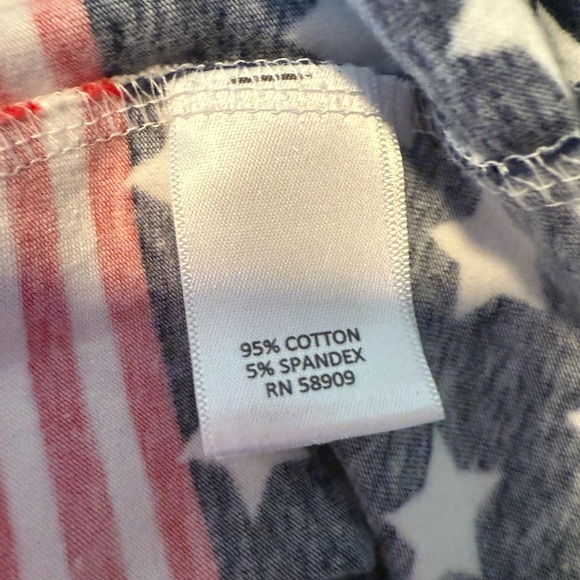 95% COTTON
5% SPANDEX
RN 58909